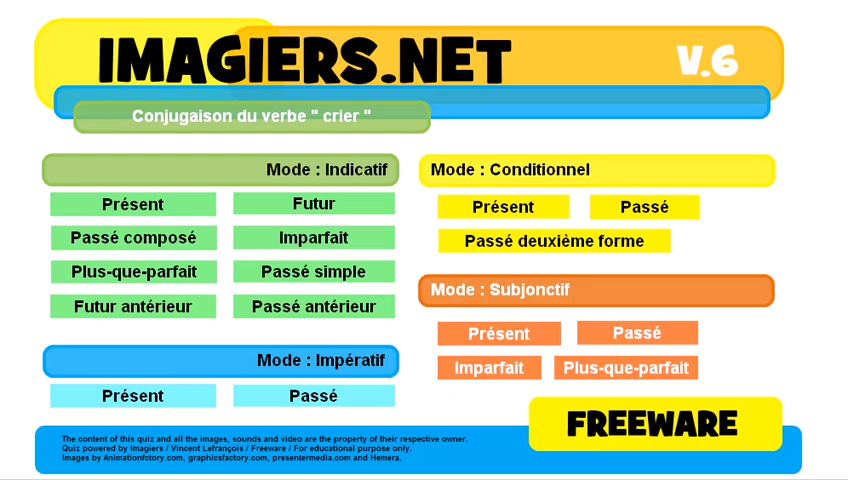 IMAGIERS.NET
V.6
Conjugaison du verbe " crier "
Mode : Indicatif
Présent
Futur
Passé composé
Imparfait
Plus-que-parfait
Passé simple
Futur antérieur
Passé antérieur
Mode : Impératif
Présent
Passé
Mode : Conditionnel
Présent
Passé
Passé deuxième forme
Mode : Subjonctif
Présent
Passé
Imparfait
Plus-que-parfait
FREEWARE
The content of this quiz and all the images, sounds and video are the property of their respective owner.
Quiz powered by Imagiers / Vincent Lefrançois / Freeware / For educational purpose only.
Images by Animationfctory.com, graphicsfactory.com, presentermedia.com and Hemera.